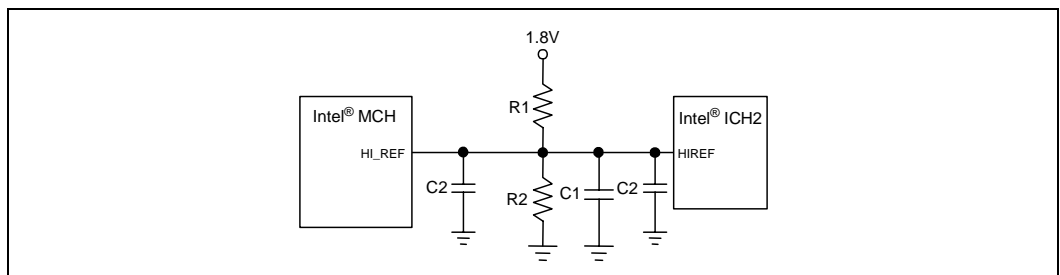 1.8V
R1
Intel® MCH
Intel® ICH2
HI_REF
HIREF
C2
R2
C1
C2